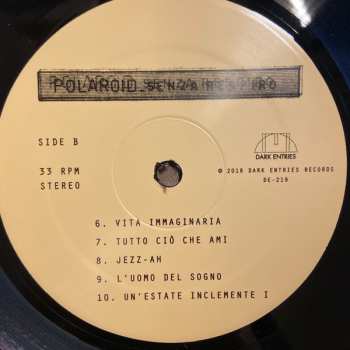 POLAROID SENZA RESPIRO
SIDE B
DARK ENTRIES
33 RPM
STEREO
℗ 2018 DARK ENTRIES RECORDS
DE-219
6. VITA IMMAGINARIA
7. TUTTO CIÒ CHE AMI
8. JEZZ-AH
9. L'UOMO DEL SOGNO
10. UN'ESTATE INCLEMENTE I